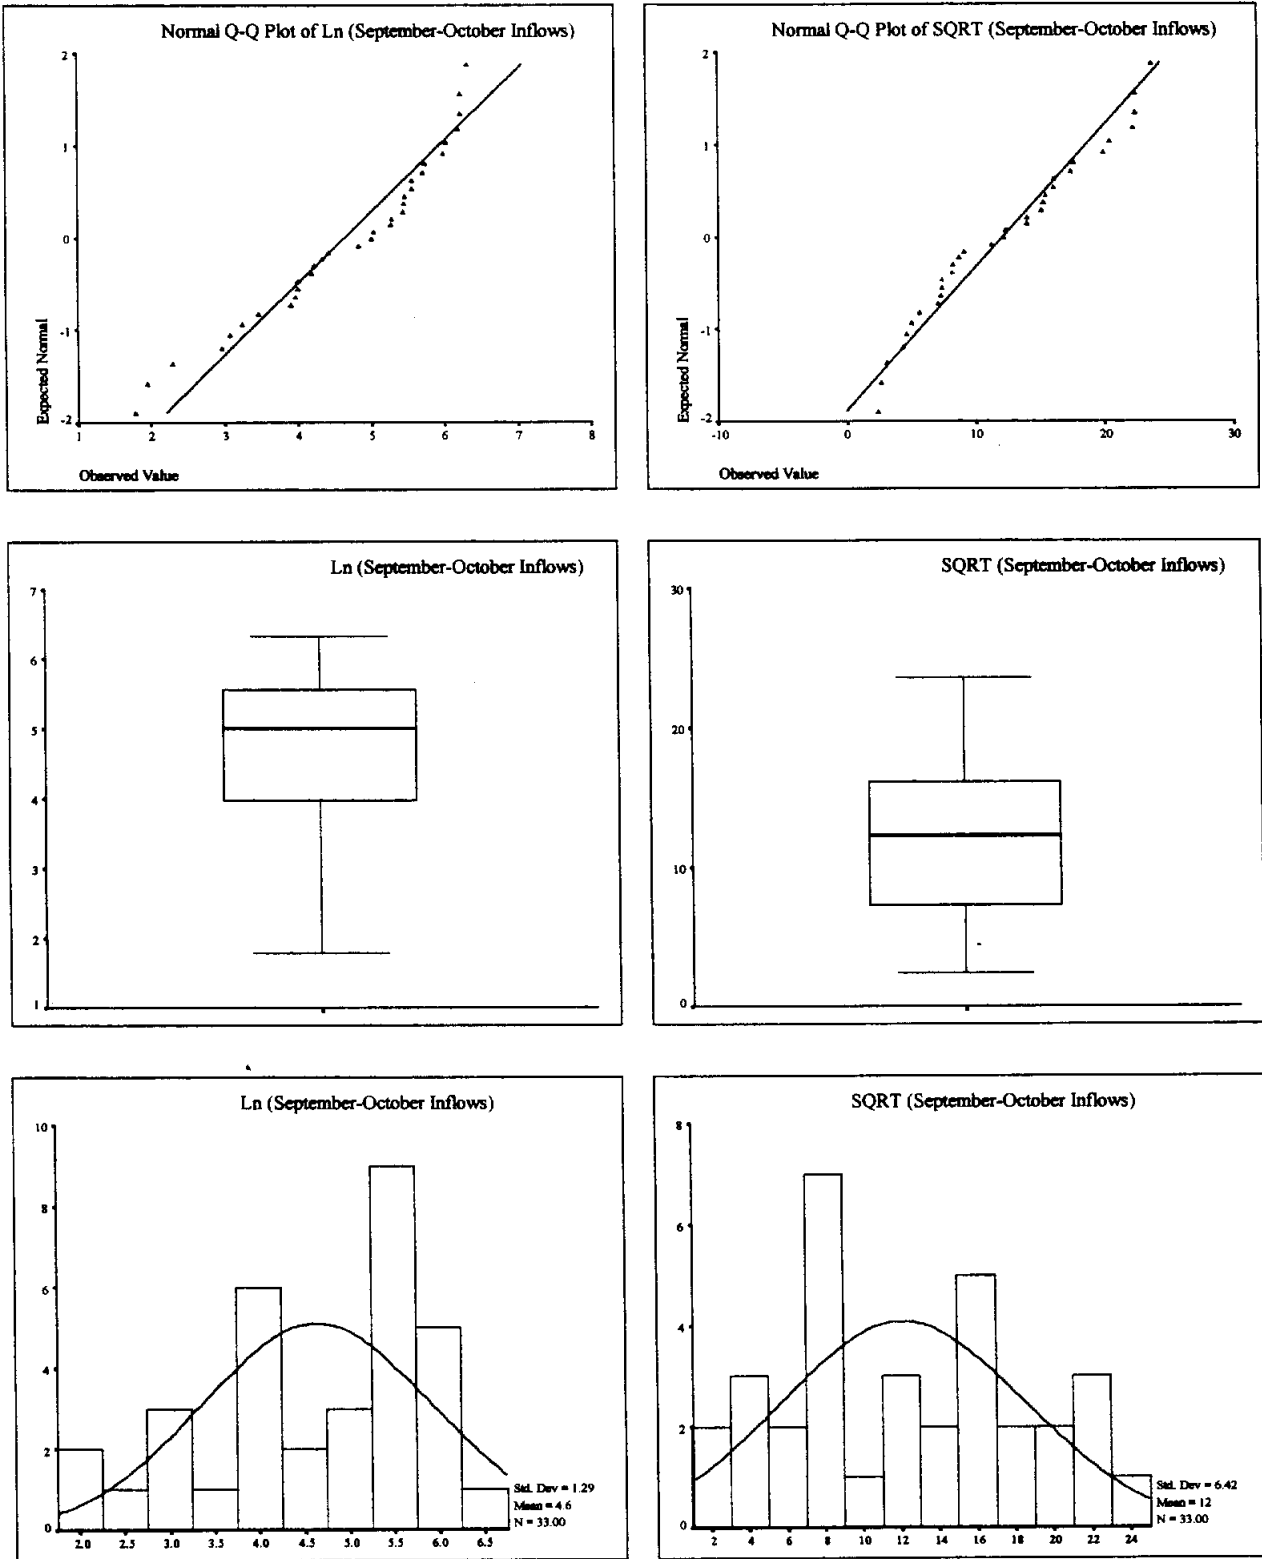 Normal Q-Q Plot of Ln (September-October Inflows)
2
1
0
-1
-2
Expected Normal
1 2 3 4 5 6 7 8
Observed Value
Normal Q-Q Plot of SQRT (September-October Inflows)
2
1
0
-1
-2
Expected Normal
-10 0 10 20 30
Observed Value
Ln (September-October Inflows)
7
6
5
4
3
2
1
SQRT (September-October Inflows)
30
20
10
0
Ln (September-October Inflows)
10
8
6
4
2
0
2.0 2.5 3.0 3.5 4.0 4.5 5.0 5.5 6.0 6.5
Std. Dev = 1.29
Mean = 4.6
N = 33.00
SQRT (September-October Inflows)
8
6
4
2
0
2 4 6 8 10 12 14 16 18 20 22 24
Std. Dev = 6.42
Mean = 12
N = 33.00